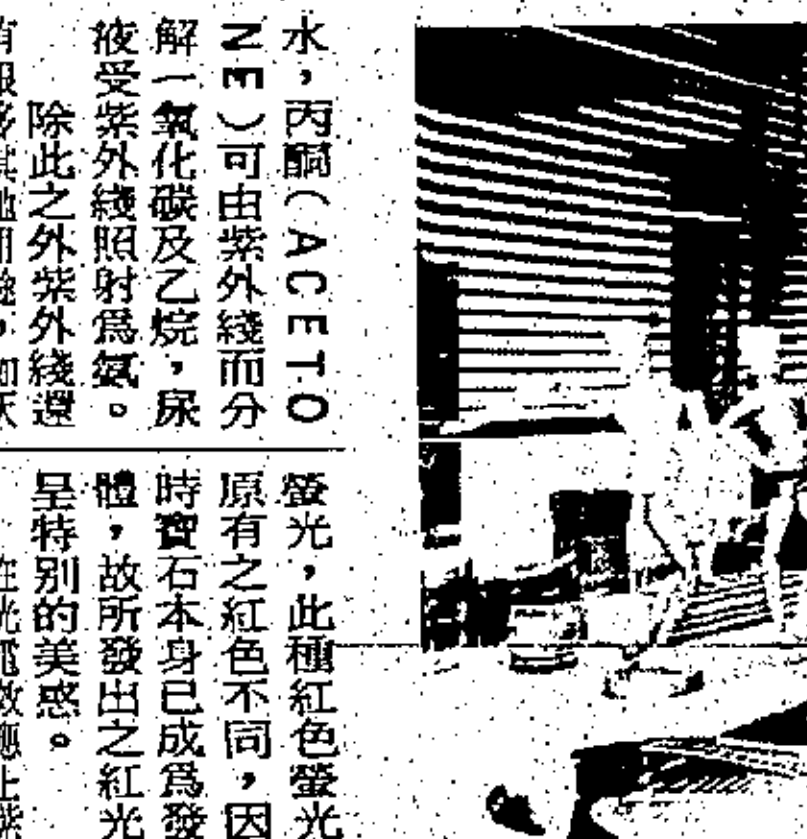 水，丙酮（ACETO
NE）可由紫外綫而分
解一氧化碳及乙烷，尿
液受紫外綫照射爲氨。
除此之外紫外綫還
螢光，此種紅色螢光
原有之紅色不同，因
時寶石本身已成爲發
體，故所發出之紅光
呈特别的美惑。